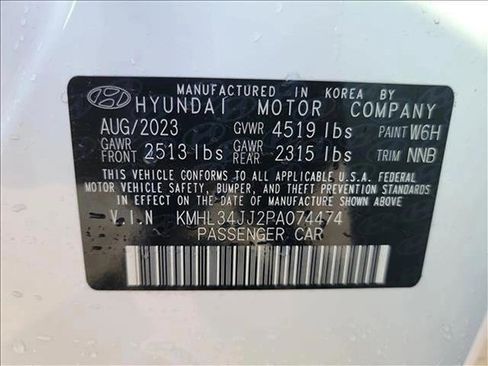 MANUFACTURED IN KOREA BY
HYUNDAI MOTOR COMPANY
AUG/2023 GVWR 4519 lbs PAINT W6H
GAWR FRONT 2513 lbs GAWR REAR 2315 lbs TRIM NNB
THIS VEHICLE CONFORMS TO ALL APPLICABLE U.S.A FEDERAL
MOTOR VEHICLE SAFETY, BUMPER, AND THEFT PREVENTION STANDARDS
IN EFFECT ON THE DATE OF MANUFACTURE SHOWN ABOVE.
V.I.N KMHL34JJ2PA074474
PASSENGER CAR